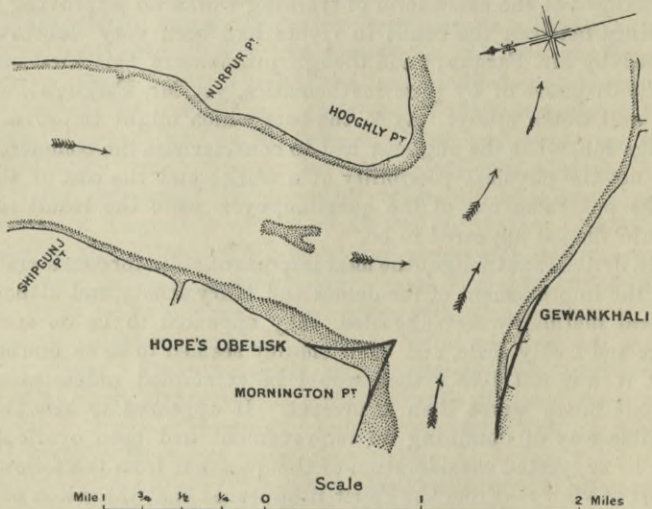 NURPUR PT.
HOOGHLY PT.
SHIPGUNJ PT
GEWANKHALI
HOPE'S OBELISK
MORNINGTON PT
Scale
Mile 1 ¾ ½ ¼ 0 1 2 Miles